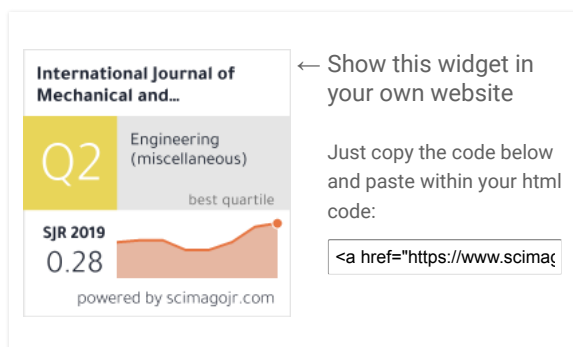 International Journal of
Mechanical and...
Q2
Engineering
(miscellaneous)
best quartile
SJR 2019
0.28
powered by scimagojr.com
← Show this widget in
your own website
Just copy the code below
and paste within your html
code:
<a href="https://www.scimag